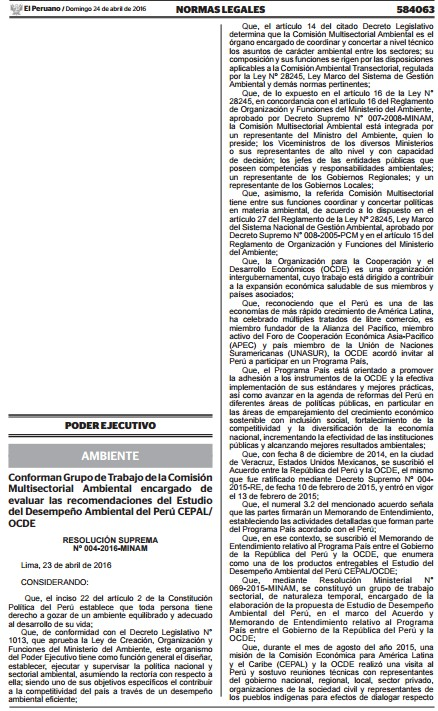 El Peruano / Domingo 24 de abril de 2016
NORMAS LEGALES
584063
PODER EJECUTIVO
AMBIENTE
Conforman Grupo de Trabajo de la Comisión
Multisectorial Ambiental encargado de
evaluar las recomendaciones del Estudio
del Desempeño Ambiental del Perú CEPAL/
OCDE
RESOLUCIÓN SUPREMA
Nº 004-2016-MINAM
Lima, 23 de abril de 2016
CONSIDERANDO:
Que, el inciso 22 del artículo 2 de la Constitución
Política del Perú establece que toda persona tiene
derecho a gozar de un ambiente equilibrado y adecuado
al desarrollo de su vida;
Que, de conformidad con el Decreto Legislativo N°
1013, que aprueba la Ley de Creación, Organización y
Funciones del Ministerio del Ambiente, este organismo
del Poder Ejecutivo tiene como función general el diseñar,
establecer, ejecutar y supervisar la política nacional y
sectorial ambiental, asumiendo la rectoría con respecto a
ella; siendo uno de sus objetivos específicos el contribuir
a la competitividad del país a través de un desempeño
ambiental eficiente;
Que, el artículo 14 del citado Decreto Legislativo
determina que la Comisión Multisectorial Ambiental es el
órgano encargado de coordinar y concertar a nivel técnico
los asuntos de carácter ambiental entre los sectores; su
composición y sus funciones se rigen por las disposiciones
aplicables a la Comisión Ambiental Transectorial, regulada
por la Ley Nº 28245, Ley Marco del Sistema de Gestión
Ambiental y demás normas pertinentes;
Que, de lo expuesto en el artículo 16 de la Ley N°
28245, en concordancia con el artículo 16 del Reglamento
de Organización y Funciones del Ministerio del Ambiente,
aprobado por Decreto Supremo N° 007-2008-MINAM,
la Comisión Multisectorial Ambiental está integrada por
un representante del Ministro del Ambiente, quien lo
preside; los Viceministros de los diversos Ministerios
o sus representantes de alto nivel y con capacidad
de decisión; los jefes de las entidades públicas que
poseen competencias y responsabilidades ambientales;
un representante de los Gobiernos Regionales; y un
representante de los Gobiernos Locales;
Que, asimismo, la referida Comisión Multisectorial
tiene entre sus funciones coordinar y concertar políticas
en materia ambiental, de acuerdo a lo dispuesto en el
artículo 27 del Reglamento de la Ley N° 28245, Ley Marco
del Sistema Nacional de Gestión Ambiental, aprobado por
Decreto Supremo N° 008-2005-PCM y en el artículo 15 del
Reglamento de Organización y Funciones del Ministerio
del Ambiente;
Que, la Organización para la Cooperación y el
Desarrollo Económicos (OCDE) es una organización
intergubernamental, cuyo trabajo está dirigido a contribuir
a la expansión económica saludable de sus miembros y
países asociados;
Que, reconociendo que el Perú es una de las
economías de más rápido crecimiento de América Latina,
ha celebrado múltiples tratados de libre comercio, es
miembro fundador de la Alianza del Pacífico, miembro
activo del Foro de Cooperación Económica Asia-Pacífico
(APEC) y país miembro de la Unión de Naciones
Suramericanas (UNASUR), la OCDE acordó invitar al
Perú a participar en un Programa País,
Que, el Programa País está orientado a promover
la adhesión a los instrumentos de la OCDE y la efectiva
implementación de sus estándares y mejores prácticas,
así como avanzar en la agenda de reformas del Perú en
diferentes áreas de políticas públicas, en particular en
las áreas de emparejamiento del crecimiento económico
sostenible con inclusión social, fortalecimiento de la
competitividad y la diversificación de la economía
nacional, incrementando la efectividad de las instituciones
públicas y alcanzando mejores resultados ambientales;
Que, con fecha 8 de diciembre de 2014, en la ciudad
de Veracruz, Estados Unidos Mexicanos, se suscribió el
Acuerdo entre la República del Perú y la OCDE, el mismo
que fue ratificado mediante Decreto Supremo Nº 004-
2015-RE, de fecha 10 de febrero de 2015, y entró en vigor
el 13 de febrero de 2015;
Que, el numeral 3.2 del mencionado acuerdo señala
que las partes firmarán un Memorando de Entendimiento,
estableciendo las actividades detalladas que forman parte
del Programa País acordado con el Perú;
Que, en ese contexto, se suscribió el Memorando de
Entendimiento relativo al Programa País entre el Gobierno
de la República del Perú y la OCDE, que enumera
como una de los productos entregables el Estudio del
Desempeño Ambiental del Perú CEPAL/OCDE;
Que, mediante Resolución Ministerial N°
069-2015-MINAM, se constituyó un grupo de trabajo
sectorial, de naturaleza temporal, encargado de la
elaboración de la propuesta de Estudio de Desempeño
Ambiental del Perú, en el marco del Acuerdo y
Memorando de Entendimiento relativo al Programa
País entre el Gobierno de la República del Perú y la
OCDE;
Que, durante el mes de agosto del año 2015, una
misión de la Comisión Económica para América Latina
y el Caribe (CEPAL) y la OCDE realizó una visita al
Perú y sostuvo reuniones técnicas con representantes del
gobierno nacional, regional, local, sector privado,
organizaciones de la sociedad civil y representantes de
los pueblos indígenas para efectos de dialogar respecto